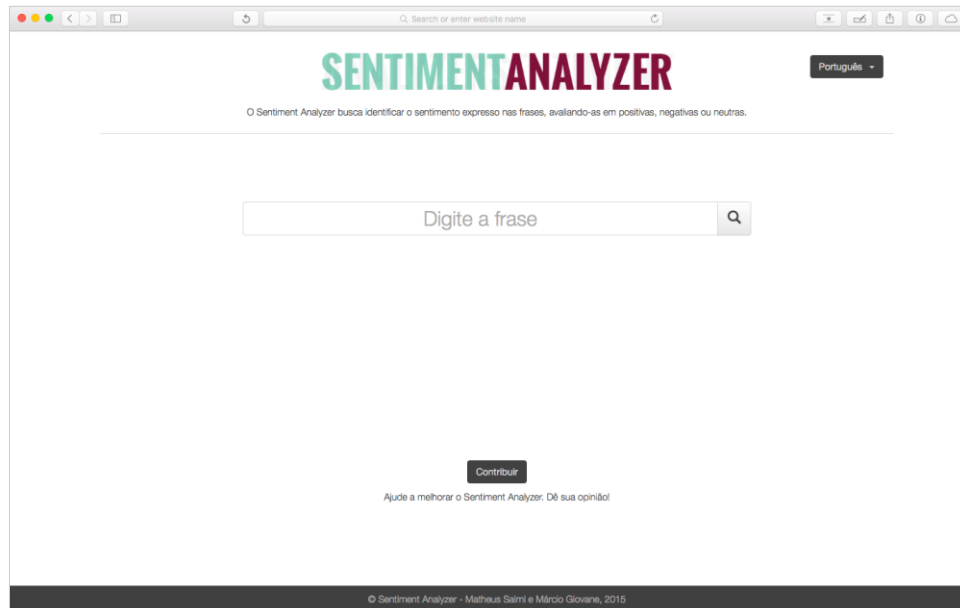 Search or enter website name
SENTIMENTANALYZER
Português
O Sentiment Analyzer busca identificar o sentimento expresso nas frases, avaliando-as em positivas, negativas ou neutras.
Digite a frase
Contribuir
Ajude a melhorar o Sentiment Analyzer. Dê sua opinião!
© Sentiment Analyzer - Matheus Salmi e Márcio Giovane, 2015